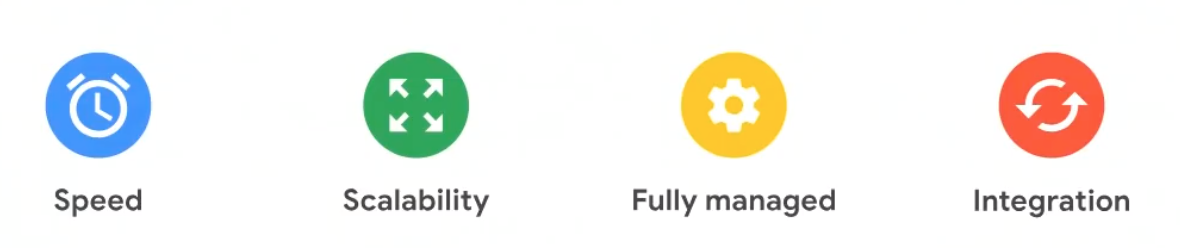 Speed
Scalability
Fully managed
Integration